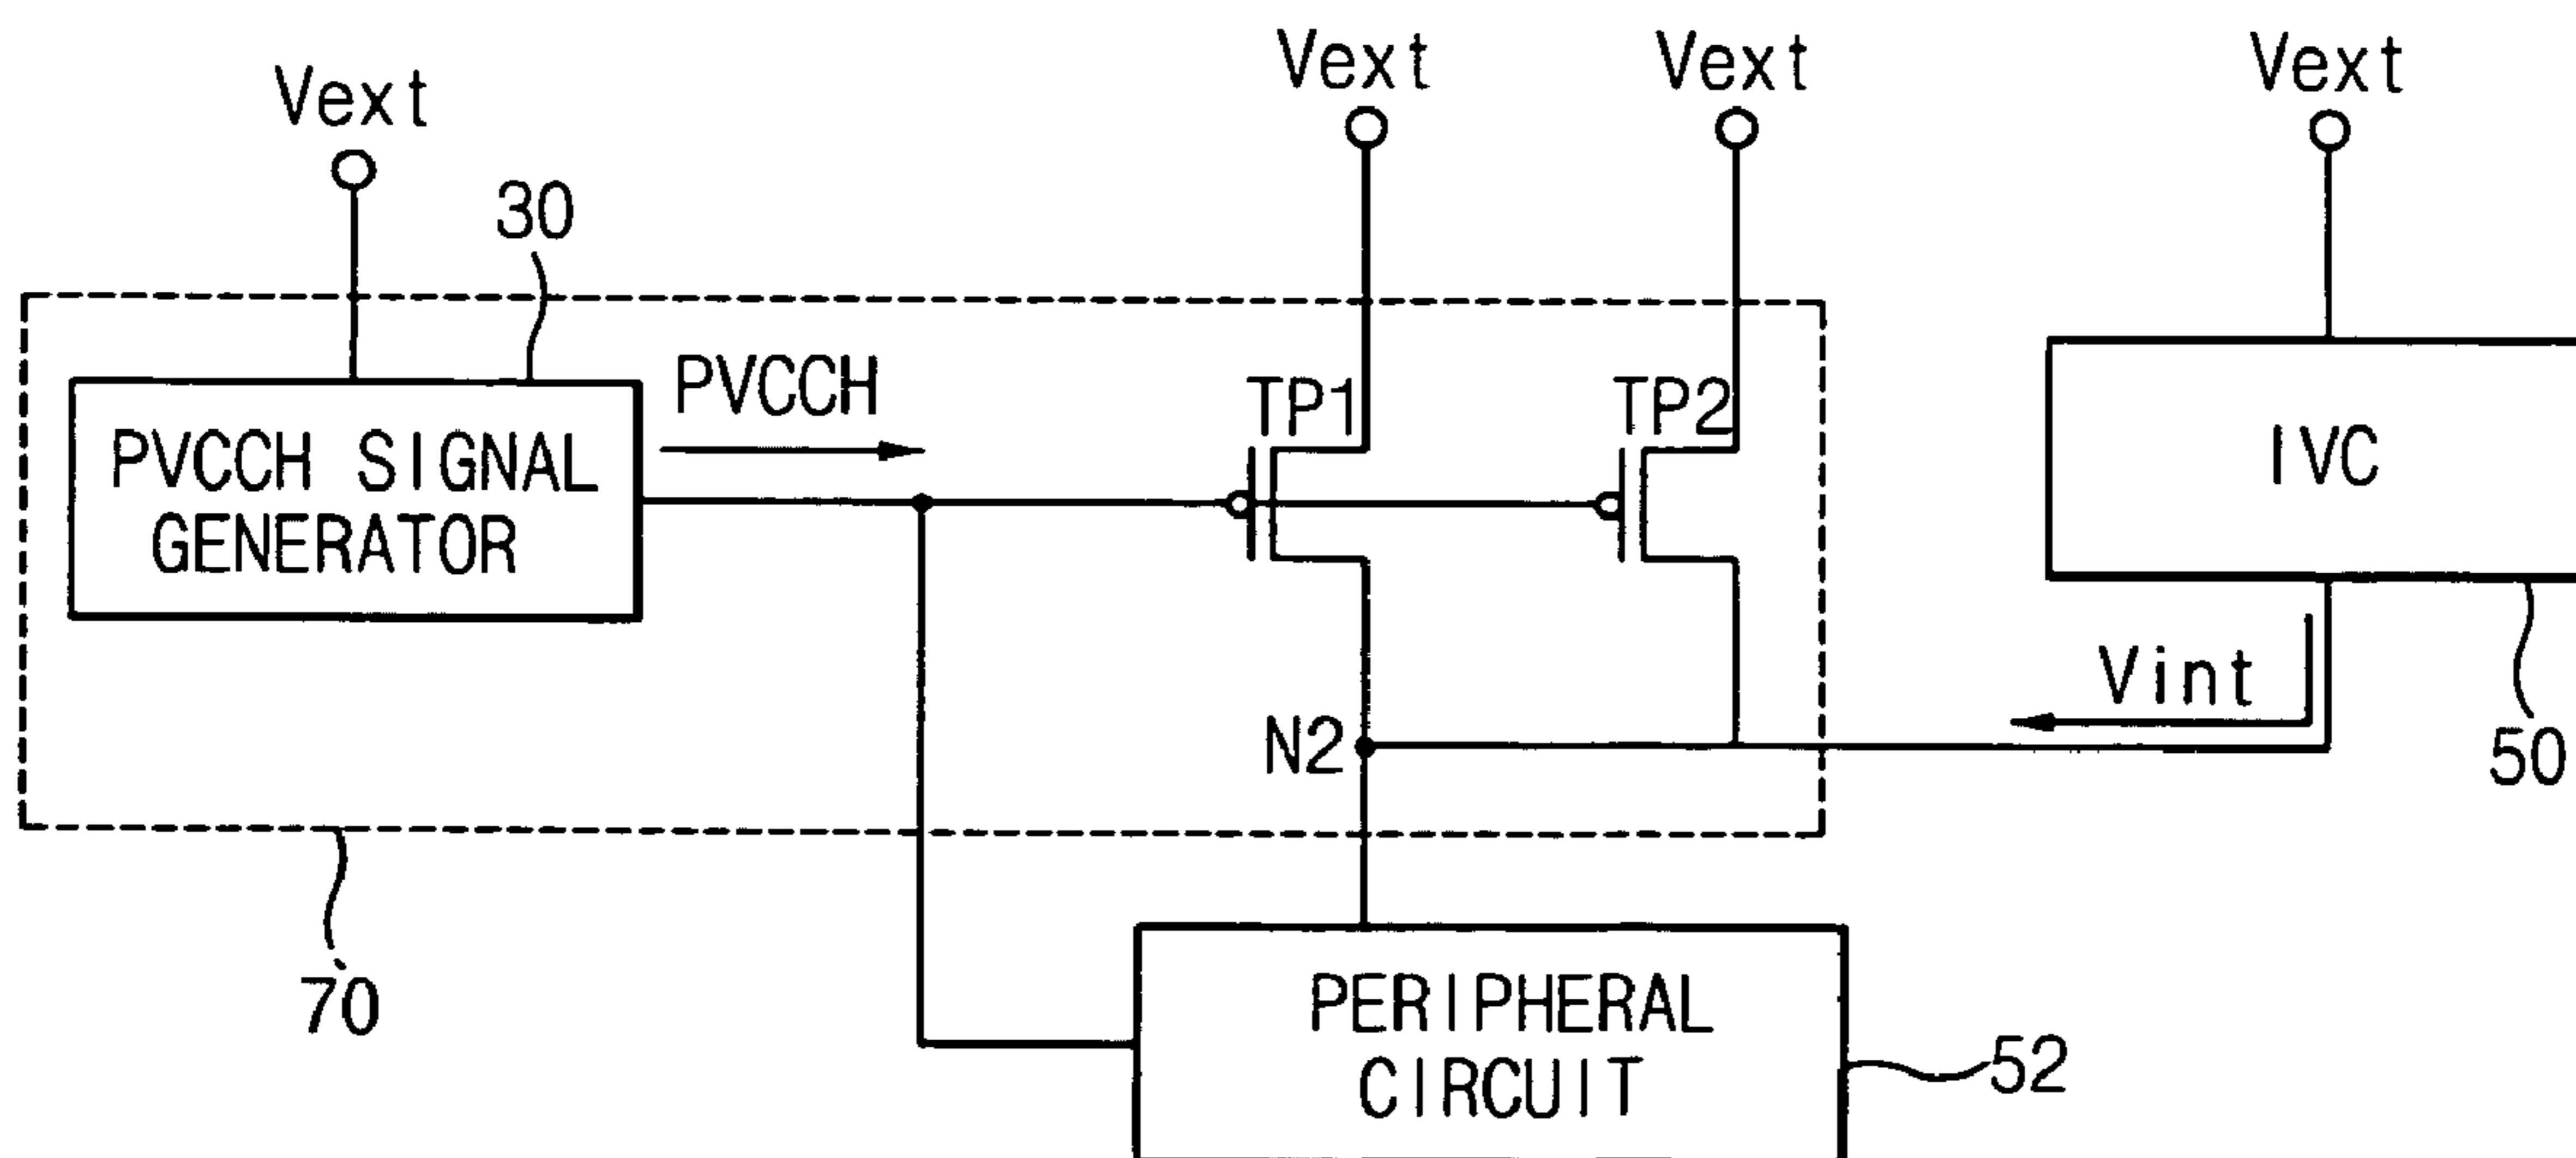 Vext
Vext
Vext
Vext
30
PVCCH
TP1
TP2
PVCCH SIGNAL
GENERATOR
IVC
Vint
N2
50
70
PERIPHERAL
CIRCUIT
52